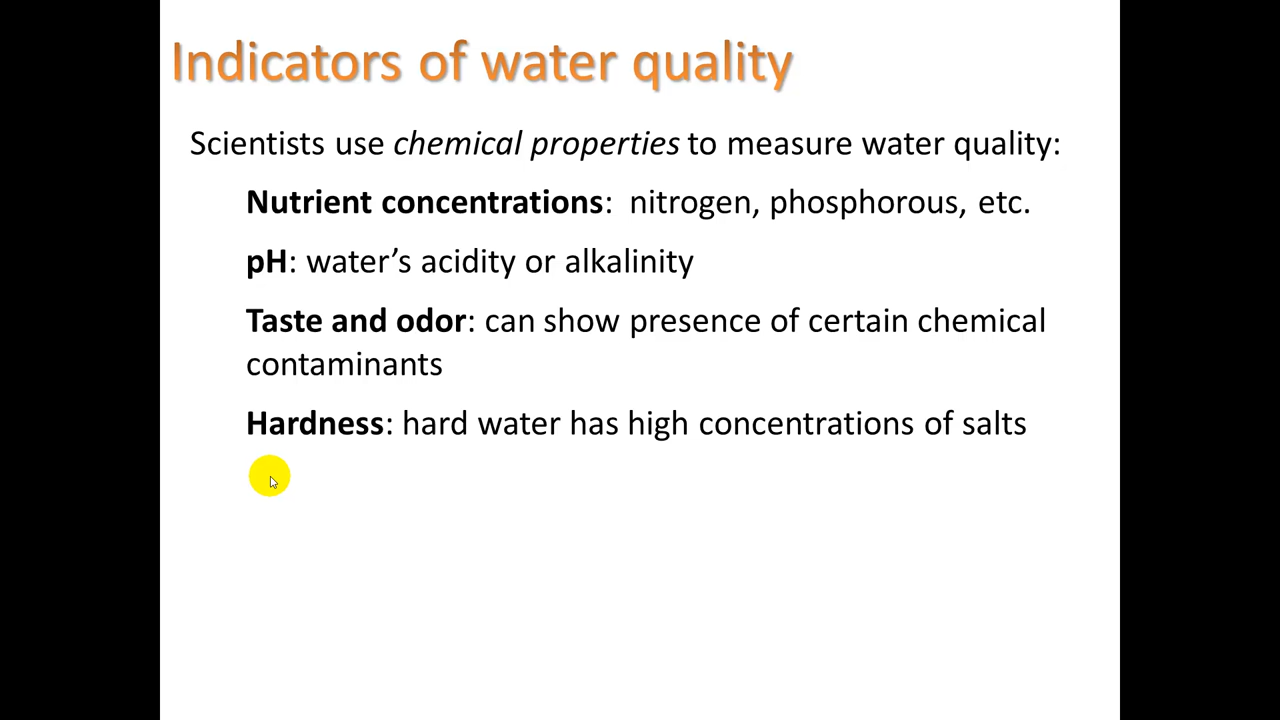 Indicators of water quality
Scientists use chemical properties to measure water quality:
Nutrient concentrations:  nitrogen, phosphorous, etc.
pH: water’s acidity or alkalinity
Taste and odor: can show presence of certain chemical
contaminants
Hardness: hard water has high concentrations of salts